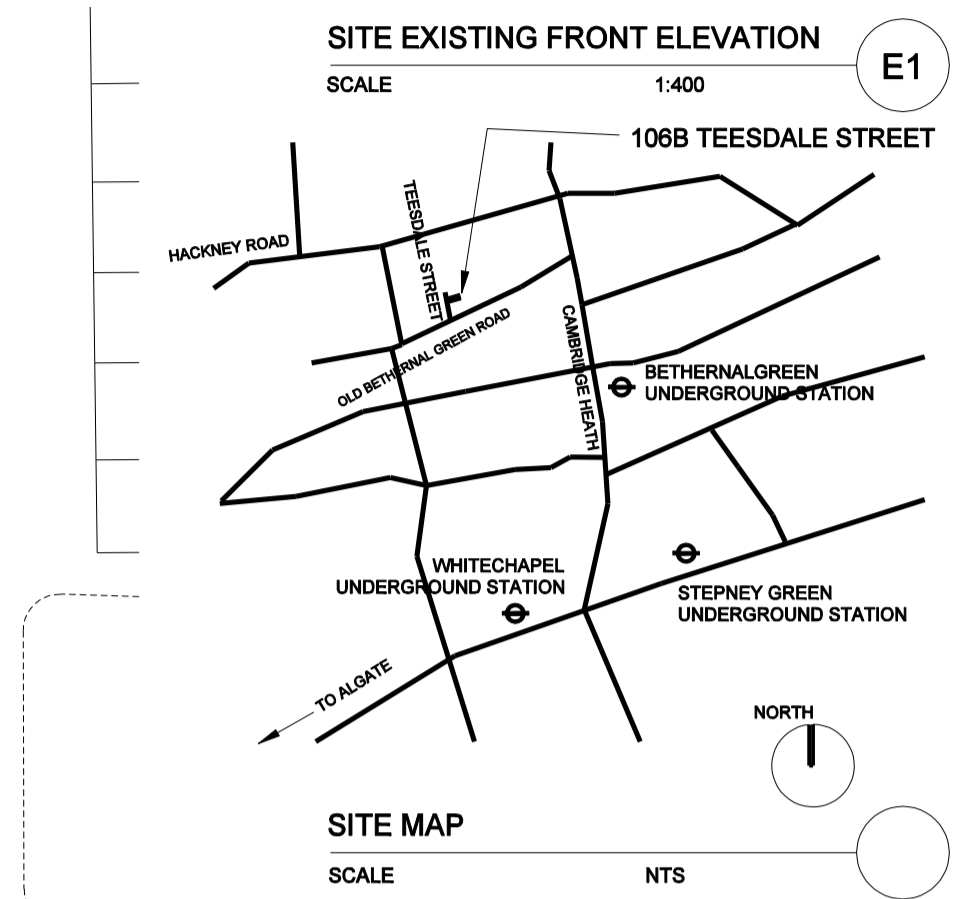 SITE EXISTING FRONT ELEVATION
E1
SCALE 1:400
106B TEESDALE STREET
TEESDALE STREET
HACKNEY ROAD
OLD BETHERNAL GREEN ROAD
CAMBRIDGE HEATH
BETHERNALGREEN
UNDERGROUND STATION
WHITECHAPEL
UNDERGROUND STATION
STEPNEY GREEN
UNDERGROUND STATION
TO ALGATE
NORTH
SITE MAP
SCALE NTS